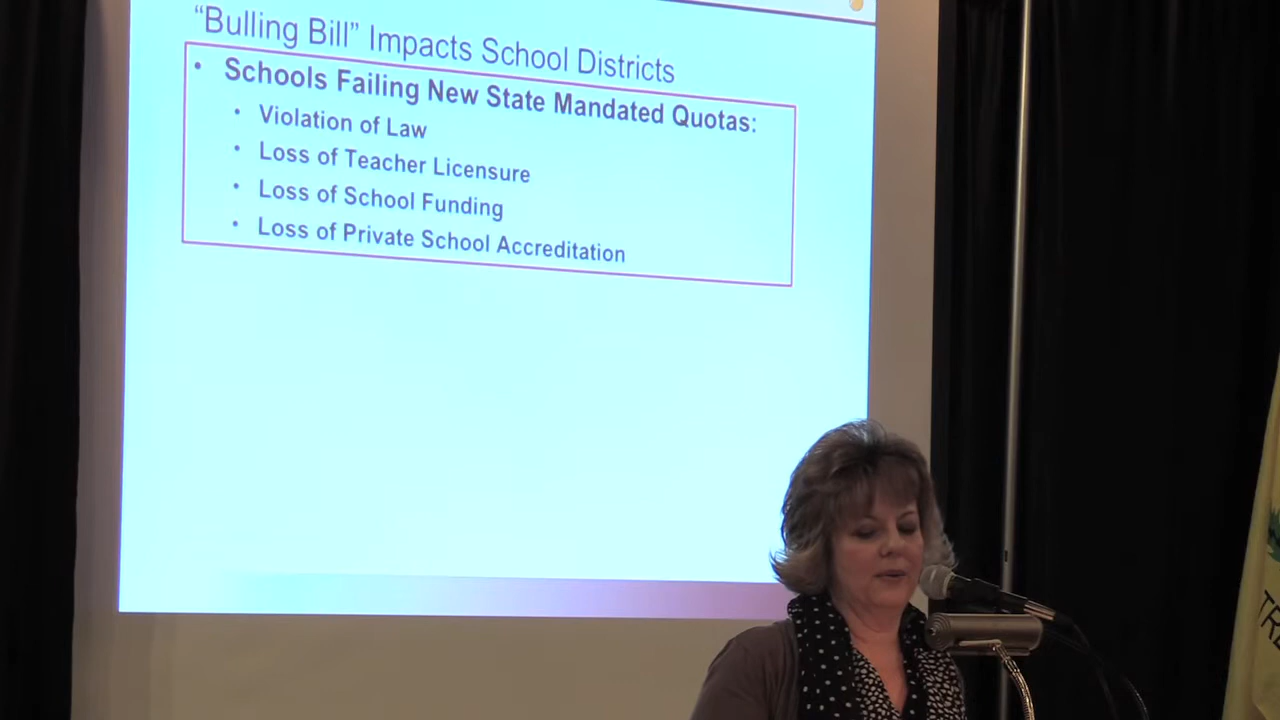 "Bulling Bill" Impacts School Districts
• Schools Failing New State Mandated Quotas:
• Violation of Law
• Loss of Teacher Licensure
• Loss of School Funding
• Loss of Private School Accreditation